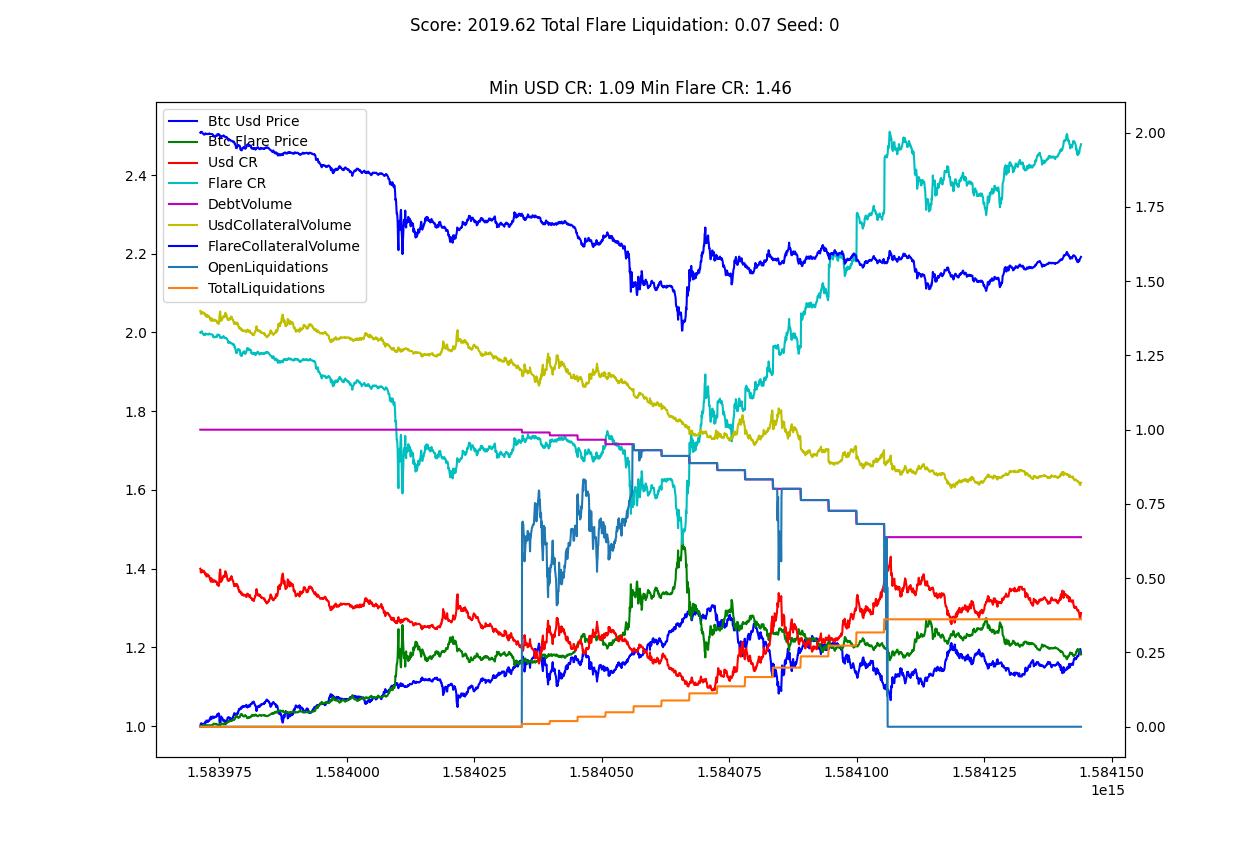 Score: 2019.62 Total Flare Liquidation: 0.07 Seed: 0
Min USD CR: 1.09 Min Flare CR: 1.46
Btc Usd Price
Btc Flare Price
Usd CR
Flare CR
DebtVolume
UsdCollateralVolume
FlareCollateralVolume
OpenLiquidations
TotalLiquidations
2.4
2.2
2.0
1.8
1.6
1.4
1.2
1.0
2.00
1.75
1.50
1.25
1.00
0.75
0.50
0.25
0.00
1.583975 1.584000 1.584025 1.584050 1.584075 1.584100 1.584125 1.584150
1e15